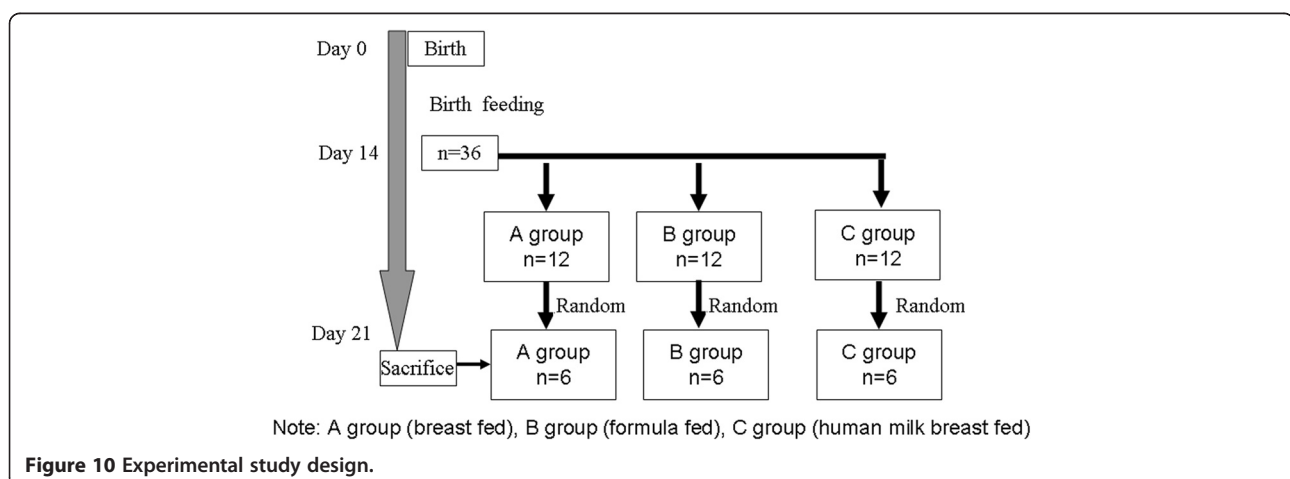 Day 0
Birth
Birth feeding
Day 14
n=36
A group
n=12
B group
n=12
C group
n=12
Random
Random
Random
Day 21
Sacrifice
A group
n=6
B group
n=6
C group
n=6
Note: A group (breast fed), B group (formula fed), C group (human milk breast fed)
Figure 10 Experimental study design.